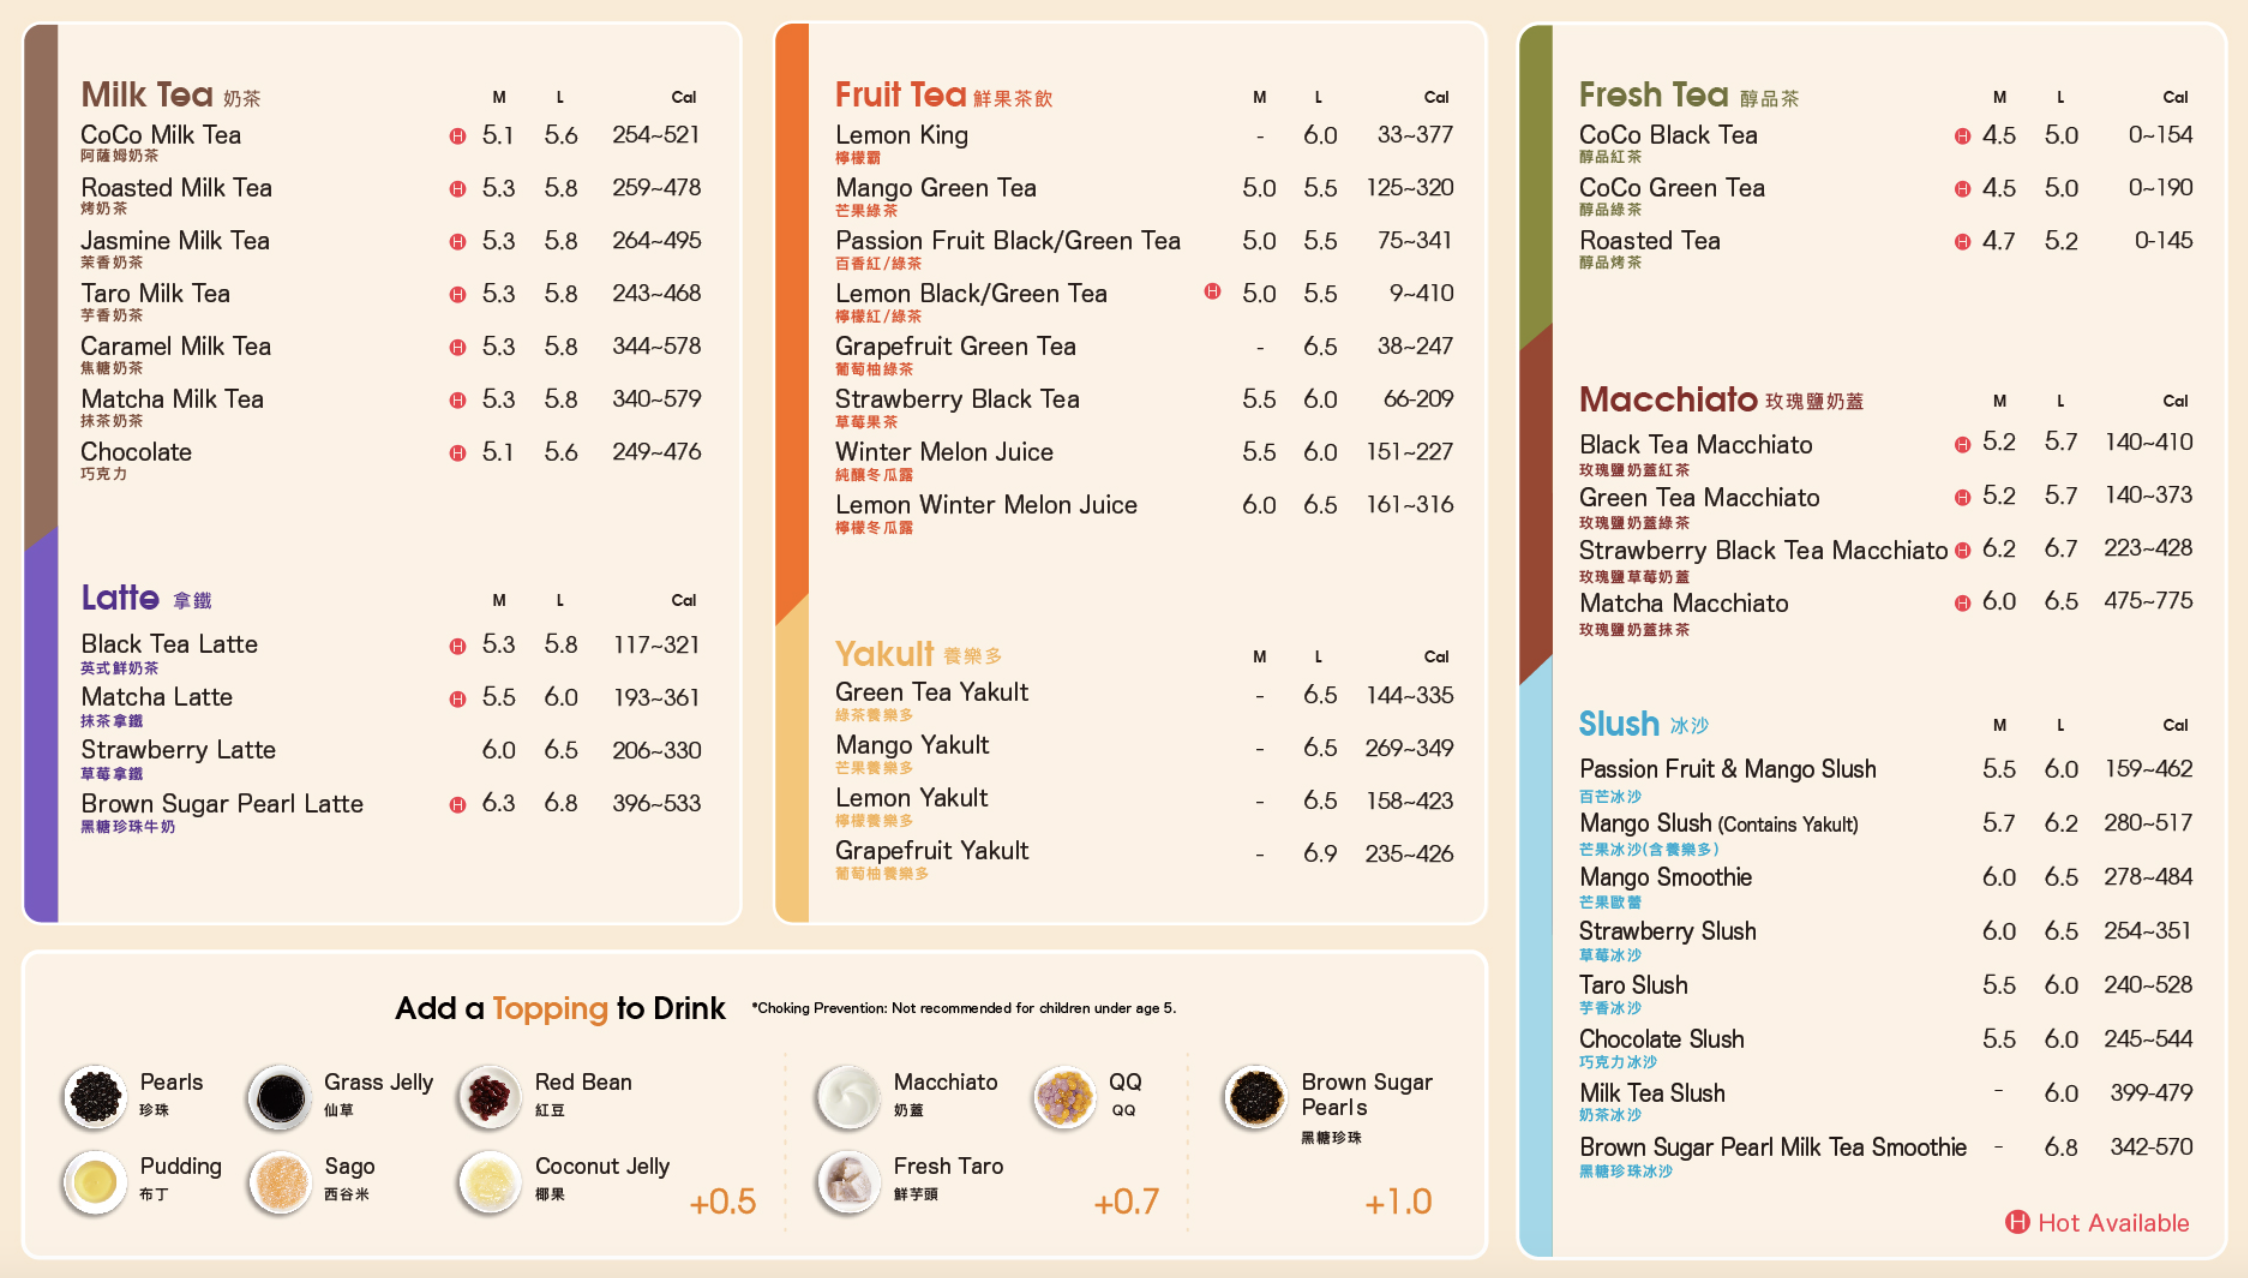 Milk Tea 奶茶 M L Cal
CoCo Milk Tea H 5.1 5.6 254~521
阿薩姆奶茶
Roasted Milk Tea H 5.3 5.8 259~478
烤奶茶
Jasmine Milk Tea H 5.3 5.8 264~495
茉香奶茶
Taro Milk Tea H 5.3 5.8 243~468
芋香奶茶
Caramel Milk Tea H 5.3 5.8 344~578
焦糖奶茶
Matcha Milk Tea H 5.3 5.8 340~579
抹茶奶茶
Chocolate H 5.1 5.6 249~476
巧克力
Latte 拿鐵 M L Cal
Black Tea Latte H 5.3 5.8 117~321
英式鮮奶茶
Matcha Latte H 5.5 6.0 193~361
抹茶拿鐵
Strawberry Latte 6.0 6.5 206~330
草莓拿鐵
Brown Sugar Pearl Latte H 6.3 6.8 396~533
黑糖珍珠牛奶
Fruit Tea 鮮果茶飲 M L Cal
Lemon King - 6.0 33~377
檸檬霸
Mango Green Tea 5.0 5.5 125~320
芒果綠茶
Passion Fruit Black/Green Tea 5.0 5.5 75~341
百香紅/綠茶
Lemon Black/Green Tea H 5.0 5.5 9~410
檸檬紅/綠茶
Grapefruit Green Tea - 6.5 38~247
葡萄柚綠茶
Strawberry Black Tea 5.5 6.0 66-209
草莓果茶
Winter Melon Juice 5.5 6.0 151~227
純釀冬瓜露
Lemon Winter Melon Juice 6.0 6.5 161~316
檸檬冬瓜露
Yakult 養樂多 M L Cal
Green Tea Yakult - 6.5 144~335
綠茶養樂多
Mango Yakult - 6.5 269~349
芒果養樂多
Lemon Yakult - 6.5 158~423
檸檬養樂多
Grapefruit Yakult - 6.9 235~426
葡萄柚養樂多
Fresh Tea 醇品茶 M L Cal
CoCo Black Tea H 4.5 5.0 0~154
醇品紅茶
CoCo Green Tea H 4.5 5.0 0~190
醇品綠茶
Roasted Tea H 4.7 5.2 0-145
醇品烤茶
Macchiato 玫瑰鹽奶蓋 M L Cal
Black Tea Macchiato H 5.2 5.7 140~410
玫瑰鹽奶蓋紅茶
Green Tea Macchiato H 5.2 5.7 140~373
玫瑰鹽奶蓋綠茶
Strawberry Black Tea Macchiato H 6.2 6.7 223~428
玫瑰鹽草莓奶蓋
Matcha Macchiato H 6.0 6.5 475~775
玫瑰鹽奶蓋抹茶
Slush 冰沙 M L Cal
Passion Fruit & Mango Slush 5.5 6.0 159~462
百芒冰沙
Mango Slush (Contains Yakult) 5.7 6.2 280~517
芒果冰沙(含養樂多)
Mango Smoothie 6.0 6.5 278~484
芒果歐蕾
Strawberry Slush 6.0 6.5 254~351
草莓冰沙
Taro Slush 5.5 6.0 240~528
芋香冰沙
Chocolate Slush 5.5 6.0 245~544
巧克力冰沙
Milk Tea Slush - 6.0 399-479
奶茶冰沙
Brown Sugar Pearl Milk Tea Smoothie - 6.8 342-570
黑糖珍珠冰沙
H Hot Available
Add a Topping to Drink *Choking Prevention: Not recommended for children under age 5.
Pearls
珍珠
Grass Jelly
仙草
Red Bean
紅豆
Pudding
布丁
Sago
西谷米
Coconut Jelly
椰果
+0.5
Macchiato
奶蓋
QQ
QQ
Fresh Taro
鮮芋頭
+0.7
Brown Sugar
Pearls
黑糖珍珠
+1.0